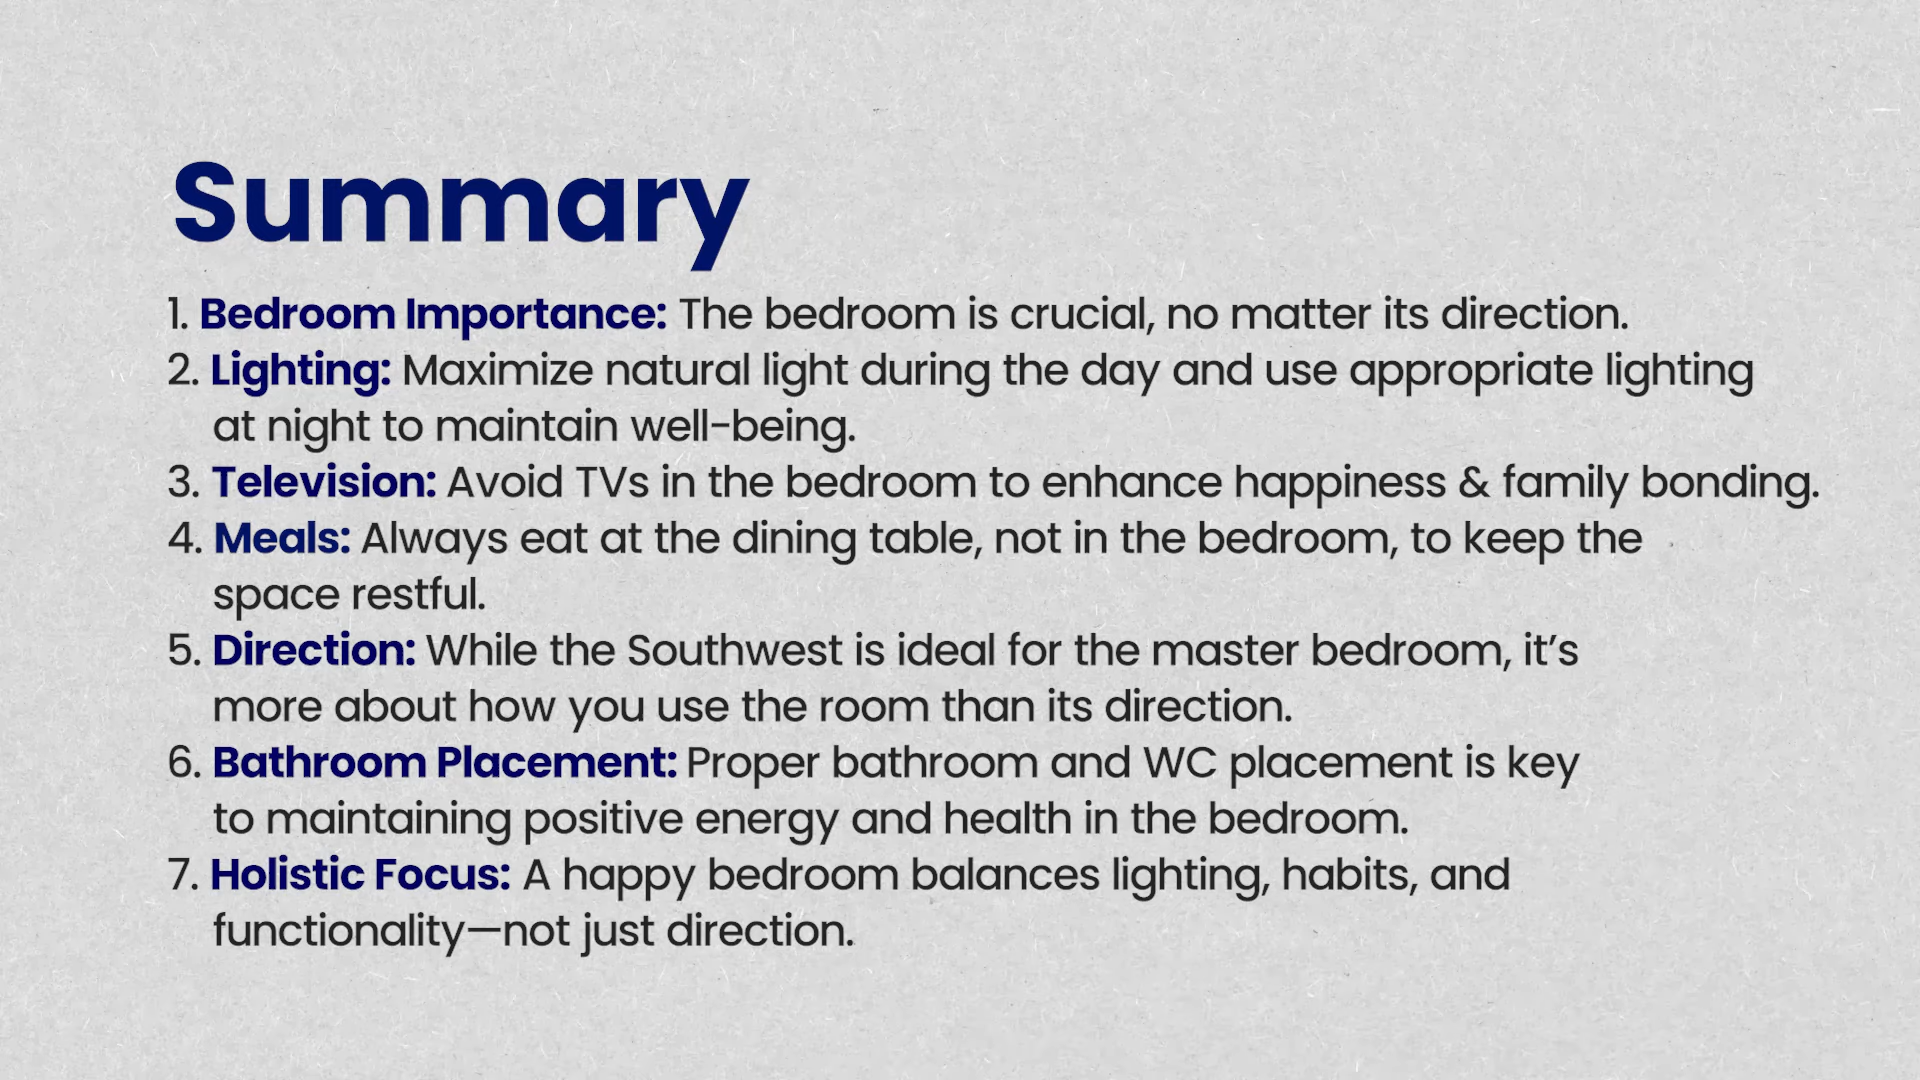 Summary
1. Bedroom Importance: The bedroom is crucial, no matter its direction.
2. Lighting: Maximize natural light during the day and use appropriate lighting
at night to maintain well-being.
3. Television: Avoid TVs in the bedroom to enhance happiness & family bonding.
4. Meals: Always eat at the dining table, not in the bedroom, to keep the
space restful.
5. Direction: While the Southwest is ideal for the master bedroom, it’s
more about how you use the room than its direction.
6. Bathroom Placement: Proper bathroom and WC placement is key
to maintaining positive energy and health in the bedroom.
7. Holistic Focus: A happy bedroom balances lighting, habits, and
functionality—not just direction.